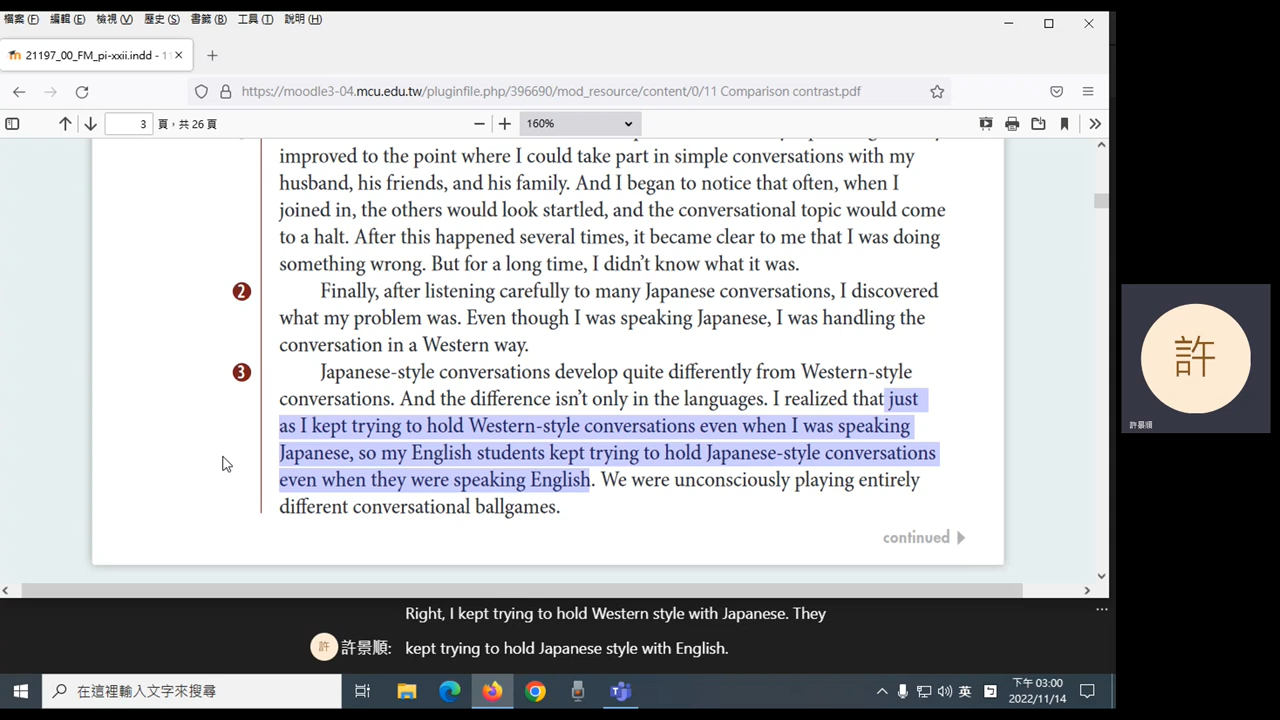 檔案(F) 編輯(E) 檢視(V) 歷史(S) 書籤(B) 工具(T) 說明(H)
21197_00_FM_pi-xxii.indd - 11
https://moodle3-04.mcu.edu.tw/pluginfile.php/396690/mod_resource/content/0/11 Comparison contrast.pdf
3 頁，共 26 頁
160%
improved to the point where I could take part in simple conversations with my
husband, his friends, and his family. And I began to notice that often, when I
joined in, the others would look startled, and the conversational topic would come
to a halt. After this happened several times, it became clear to me that I was doing
something wrong. But for a long time, I didn't know what it was.
2 Finally, after listening carefully to many Japanese conversations, I discovered
what my problem was. Even though I was speaking Japanese, I was handling the
conversation in a Western way.
3 Japanese-style conversations develop quite differently from Western-style
conversations. And the difference isn't only in the languages. I realized that just
as I kept trying to hold Western-style conversations even when I was speaking
Japanese, so my English students kept trying to hold Japanese-style conversations
even when they were speaking English. We were unconsciously playing entirely
different conversational ballgames.
continued
許
許景順
Right, I kept trying to hold Western style with Japanese. They
許 許景順: kept trying to hold Japanese style with English.
在這裡輸入文字來搜尋
英
下午 03:00
2022/11/14